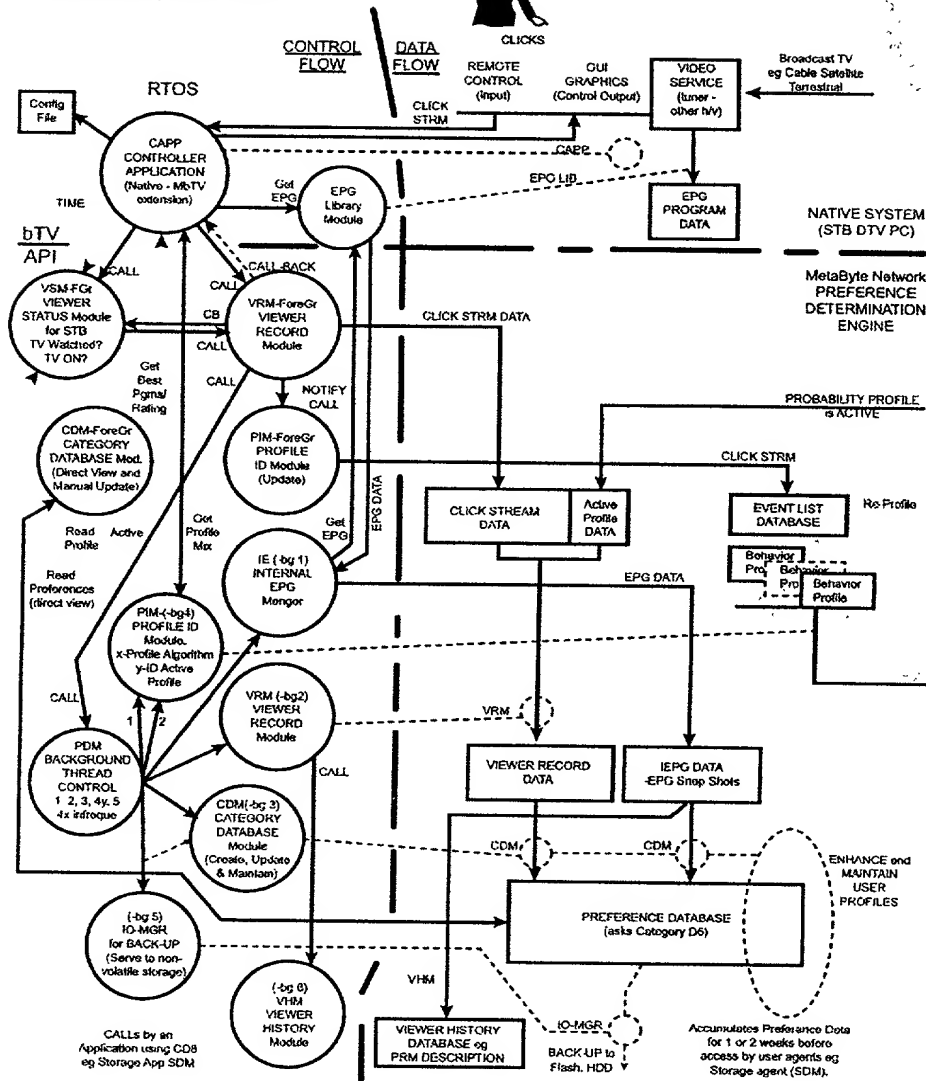 CLICKS
CONTROL
FLOW
DATA
FLOW
REMOTE
CONTROL
(Input)
GUI
GRAPHICS
(Control Output)
VIDEO
SERVICE
(tuner -
other h/v)
Broadcast TV
eg Cable Satellite
Terrestrial
RTOS
Config
File
CLICK
STRM
CAPP
CONTROLLER
APPLICATION
(Native - MbTV
extension)
CAPP
EPG LIB
Get
EPG
EPG
Library
Module
EPG
PROGRAM
DATA
NATIVE SYSTEM
(STB DTV PC)
TIME
bTV
API
CALL
CALL-BACK
CALL
MetaByte Network
PREFERENCE
DETERMINATION
ENGINE
VSM-FGr
VIEWER
STATUS Module
for STB
TV Watched?
TV ON?
CB
CALL
VRM-ForeGr
VIEWER
RECORD
Module
CLICK STRM DATA
Get
Best
Pgms/
Rating
CALL
NOTIFY
CALL
PROBABILITY PROFILE
is ACTIVE
CDM-ForeGr
CATEGORY
DATABASE Mod.
(Direct View and
Manual Update)
PIM-ForeGr
PROFILE
ID Module
(Update)
CLICK STRM
EPG DATA
CLICK STREAM
DATA
Active
Profile
DATA
EVENT LIST
DATABASE
Re-Profile
Read
Profile
Active
Get
Profile
Mix
Get
EPG
Read
Preferences
(direct view)
IE (-bg 1)
INTERNAL
EPG
Mangor
EPG DATA
Behavior
Pro
Behavior
Pro
Behavior
Profile
PIM-(-bg4)
PROFILE ID
Module.
x-Profile Algorithm
y-ID Active
Profile
VRM (-bg2)
VIEWER
RECORD
Module
VRM
CALL
1
2
PDM
BACKGROUND
THREAD
CONTROL
1 2, 3, 4y. 5
4x infroque
CALL
VIEWER RECORD
DATA
IEPG DATA
-EPG Snap Shots
CDM(-bg 3)
CATEGORY
DATABASE
Module
(Create, Update
& Maintain)
CDM
CDM
ENHANCE and
MAINTAIN
USER
PROFILES
(-bg 5)
IO-MGR
for BACK-UP
(Serve to non-
volatile storage)
PREFERENCE DATABASE
(asks Category D6)
(-bg 6)
VHM
VIEWER
HISTORY
Module
VHM
IO-MGR
CALLs by an
Application using CD8
eg Storage App SDM
VIEWER HISTORY
DATABASE eg
PRM DESCRIPTION
BACK-UP to
Flash, HDD
Accumulates Preference Data
for 1 or 2 weeks before
access by user agents eg
Storage agent (SDM).